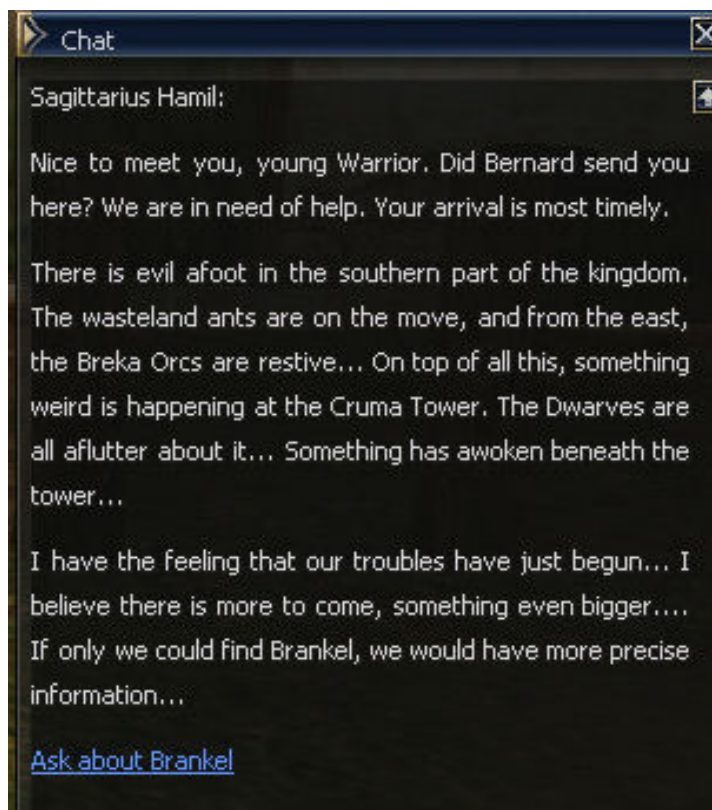 Chat
Sagittarius Hamil:
Nice to meet you, young Warrior. Did Bernard send you
here? We are in need of help. Your arrival is most timely.
There is evil afoot in the southern part of the kingdom.
The wasteland ants are on the move, and from the east,
the Breka Orcs are restive... On top of all this, something
weird is happening at the Cruma Tower. The Dwarves are
all aflutter about it... Something has awoken beneath the
tower...
I have the feeling that our troubles have just begun... I
believe there is more to come, something even bigger....
If only we could find Brankel, we would have more precise
information...
Ask about Brankel